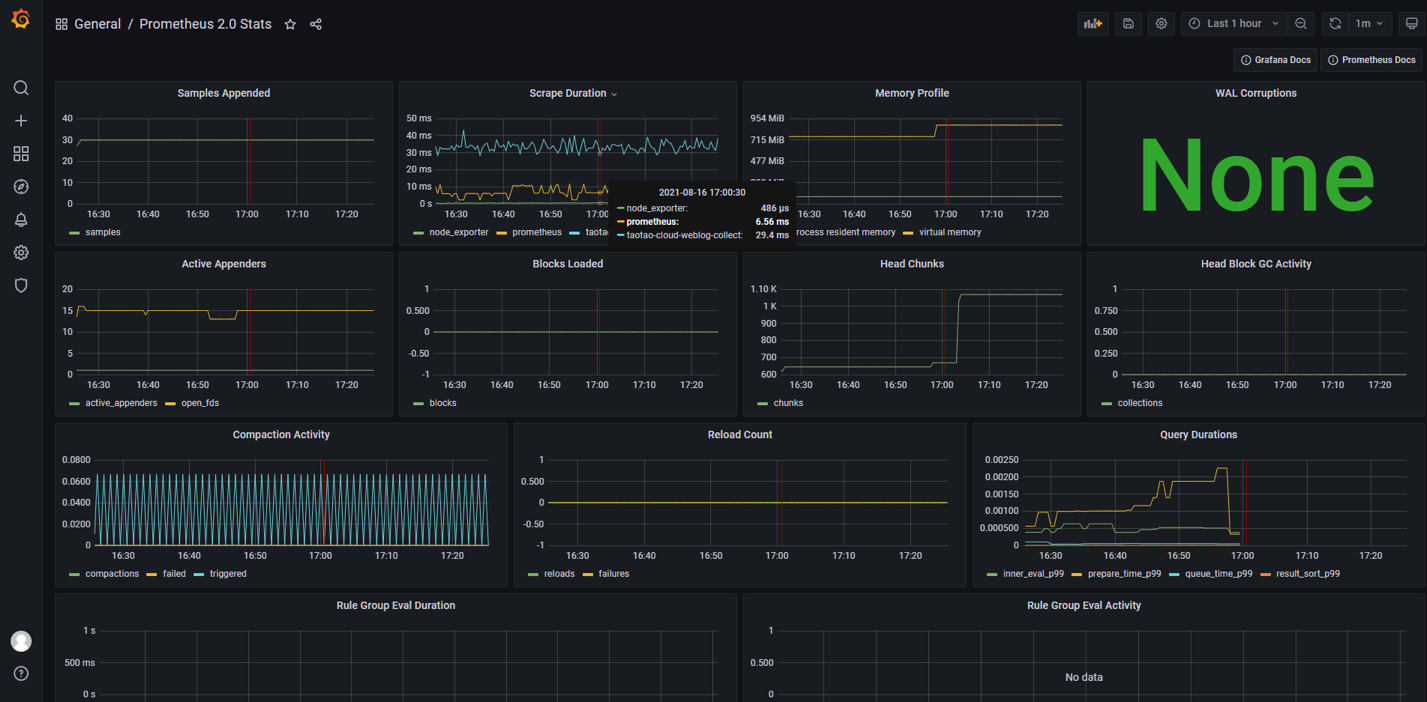 General / Prometheus 2.0 Stats
Last 1 hour
1m
Grafana Docs
Prometheus Docs
Samples Appended
40
30
20
10
0
16:30 16:40 16:50 17:00 17:10 17:20
samples
Scrape Duration
50 ms
40 ms
30 ms
20 ms
10 ms
0 s
16:30 16:40 16:50 17:00
node_exporter prometheus taotao
2021-08-16 17:00:30
node_exporter: 486 µs
prometheus: 6.56 ms
taotao-cloud-weblog-collect: 29.4 ms
Memory Profile
954 MiB
715 MiB
477 MiB
16:30 16:40 16:50 17:00 17:10 17:20
rocess resident memory virtual memory
WAL Corruptions
None
Active Appenders
20
15
10
5
0
16:30 16:40 16:50 17:00 17:10 17:20
active_appenders open_fds
Blocks Loaded
1
0.500
0
-0.50
-1
16:30 16:40 16:50 17:00 17:10 17:20
blocks
Head Chunks
1.10 K
1 K
900
800
700
600
16:30 16:40 16:50 17:00 17:10 17:20
chunks
Head Block GC Activity
1
0.750
0.500
0.250
0
16:30 16:40 16:50 17:00 17:10 17:20
collections
Compaction Activity
0.0800
0.0600
0.0400
0.0200
0
16:30 16:40 16:50 17:00 17:10 17:20
compactions failed triggered
Reload Count
1
0.500
0
-0.50
-1
16:30 16:40 16:50 17:00 17:10 17:20
reloads failures
Query Durations
0.00250
0.00200
0.00150
0.00100
0.000500
0
16:30 16:40 16:50 17:00 17:10 17:20
inner_eval_p99 prepare_time_p99 queue_time_p99 result_sort_p99
Rule Group Eval Duration
1 s
500 ms
0 s
Rule Group Eval Activity
1
0.500
0
No data